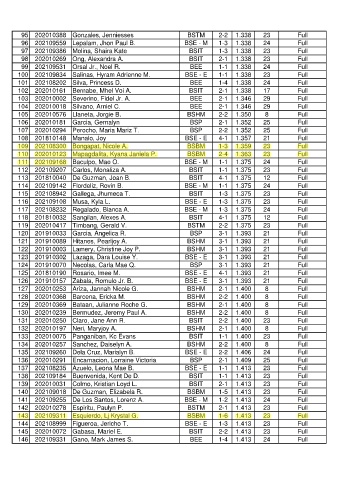 95 202010388 Gonzales, Jenniesses BSTM 2-2 1.338 23 Full
96 202109559 Lepalam, Jhon Paul B. BSE - M 1-3 1.338 24 Full
97 202109386 Molina, Shaira Kate BSIT 1-3 1.338 23 Full
98 202010269 Ong, Alexandra A. BSIT 2-1 1.338 23 Full
99 202109531 Orsal Jr., Noel R. BEE 1-1 1.338 24 Full
100 202109834 Salinas, Hyram Adrienne M. BSE - E 1-1 1.338 23 Full
101 202108202 Silva, Princess D. BEE 1-4 1.338 24 Full
102 202010161 Bernabe, Mhel Voi A. BSIT 2-1 1.338 17 Full
103 202010002 Severino, Fidel Jr. A. BEE 2-1 1.346 29 Full
104 202010018 Silvano, Amiel C. BEE 2-1 1.346 29 Full
105 202010576 Llaneta, Jorgie B. BSHM 2-2 1.350 8 Full
106 202010181 Garcia, Gemalyn BSP 2-1 1.352 25 Full
107 202010294 Perocho, Maria Mariz T. BSP 2-2 1.352 25 Full
108 201810148 Manalo, Joy BSE - E 4-1 1.357 21 Full
109 202108300 Bongapat, Nicole A. BSBM 1-3 1.359 23 Full
110 202010123 Mapagdalita, Kyana Janiela P. BSBM 2-4 1.363 23 Full
111 202109168 Baculpo, Mae O. BSE - M 1-1 1.375 24 Full
112 202109207 Carlos, Monaliza A. BSIT 1-1 1.375 23 Full
113 201810040 De Guzman, Joan B. BSIT 4-1 1.375 12 Full
114 202109142 Flordeliz, Rovin B. BSE - M 1-1 1.375 24 Full
115 202108942 Gallega, Jhumeca T. BSIT 1-3 1.375 23 Full
116 202109108 Musa, Kyla L. BSE - E 1-3 1.375 23 Full
117 202108232 Regalado, Bianca A. BSE - M 1-3 1.375 24 Full
118 201810032 Sangilan, Alexes A. BSIT 4-1 1.375 12 Full
119 202010417 Timbang, Gerald V. BSTM 2-2 1.375 23 Full
120 201910033 Garcia, Angelica R. BSP 3-1 1.391 21 Full
121 201910089 Hitanos, Pearljoy A. BSHM 3-1 1.393 21 Full
122 201910003 Lamery, Christine Joy P. BSHM 3-1 1.393 21 Full
123 201910302 Lazaga, Dara Louise Y. BSE - E 3-1 1.393 21 Full
124 201910070 Necolas, Carla Mae Q. BSP 3-1 1.393 21 Full
125 201810190 Rosario, Imee M. BSE - E 4-1 1.393 21 Full
126 201910157 Zabala, Romulo Jr. B. BSE - E 3-1 1.393 21 Full
127 202010253 Ariza, Jannah Nicole G. BSHM 2-1 1.400 8 Full
128 202010368 Barcena, Ericka M. BSHM 2-2 1.400 8 Full
129 202010369 Bataan, Julianne Roche G. BSHM 2-1 1.400 8 Full
130 202010239 Bermudez, Jeremy Paul A. BSHM 2-2 1.400 8 Full
131 202010250 Claro, Jane Ann R. BSIT 2-2 1.400 23 Full
132 202010197 Neri, Maryjoy A. BSHM 2-1 1.400 8 Full
133 202010075 Panganiban, Kc Evans BSIT 1-1 1.400 23 Full
134 202010257 Sanchez, Daiselyn A. BSHM 2-2 1.400 8 Full
135 202109260 Dela Cruz, Marialyn B BSE - E 2-2 1.406 24 Full
136 202010291 Encarnacion, Lorraine Victoria BSP 2-1 1.409 25 Full
137 202108235 Azuelo, Leona Mae B. BSE - E 1-1 1.413 23 Full
138 202109184 Buenvenida, Kent De D. BSIT 1-1 1.413 23 Full
139 202010031 Colmo, Kristian Loyd L. BSIT 2-1 1.413 23 Full
140 202109018 De Guzman, Elizabela R. BSBM 1-5 1.413 23 Full
141 202109255 De Los Santos, Lorenz A. BSE - M 1-2 1.413 24 Full
142 202010278 Espiritu, Paulyn P. BSTM 2-1 1.413 23 Full
143 202109311 Esquierdo, Lj Krystal G. BSBM 1-6 1.413 23 Full
144 202108999 Figueroa, Jericho T. BSE - E 1-3 1.413 23 Full
145 202010072 Gabasa, Mariel E. BSIT 2-2 1.413 23 Full
146 202109331 Gano, Mark James S. BEE 1-4 1.413 24 Full